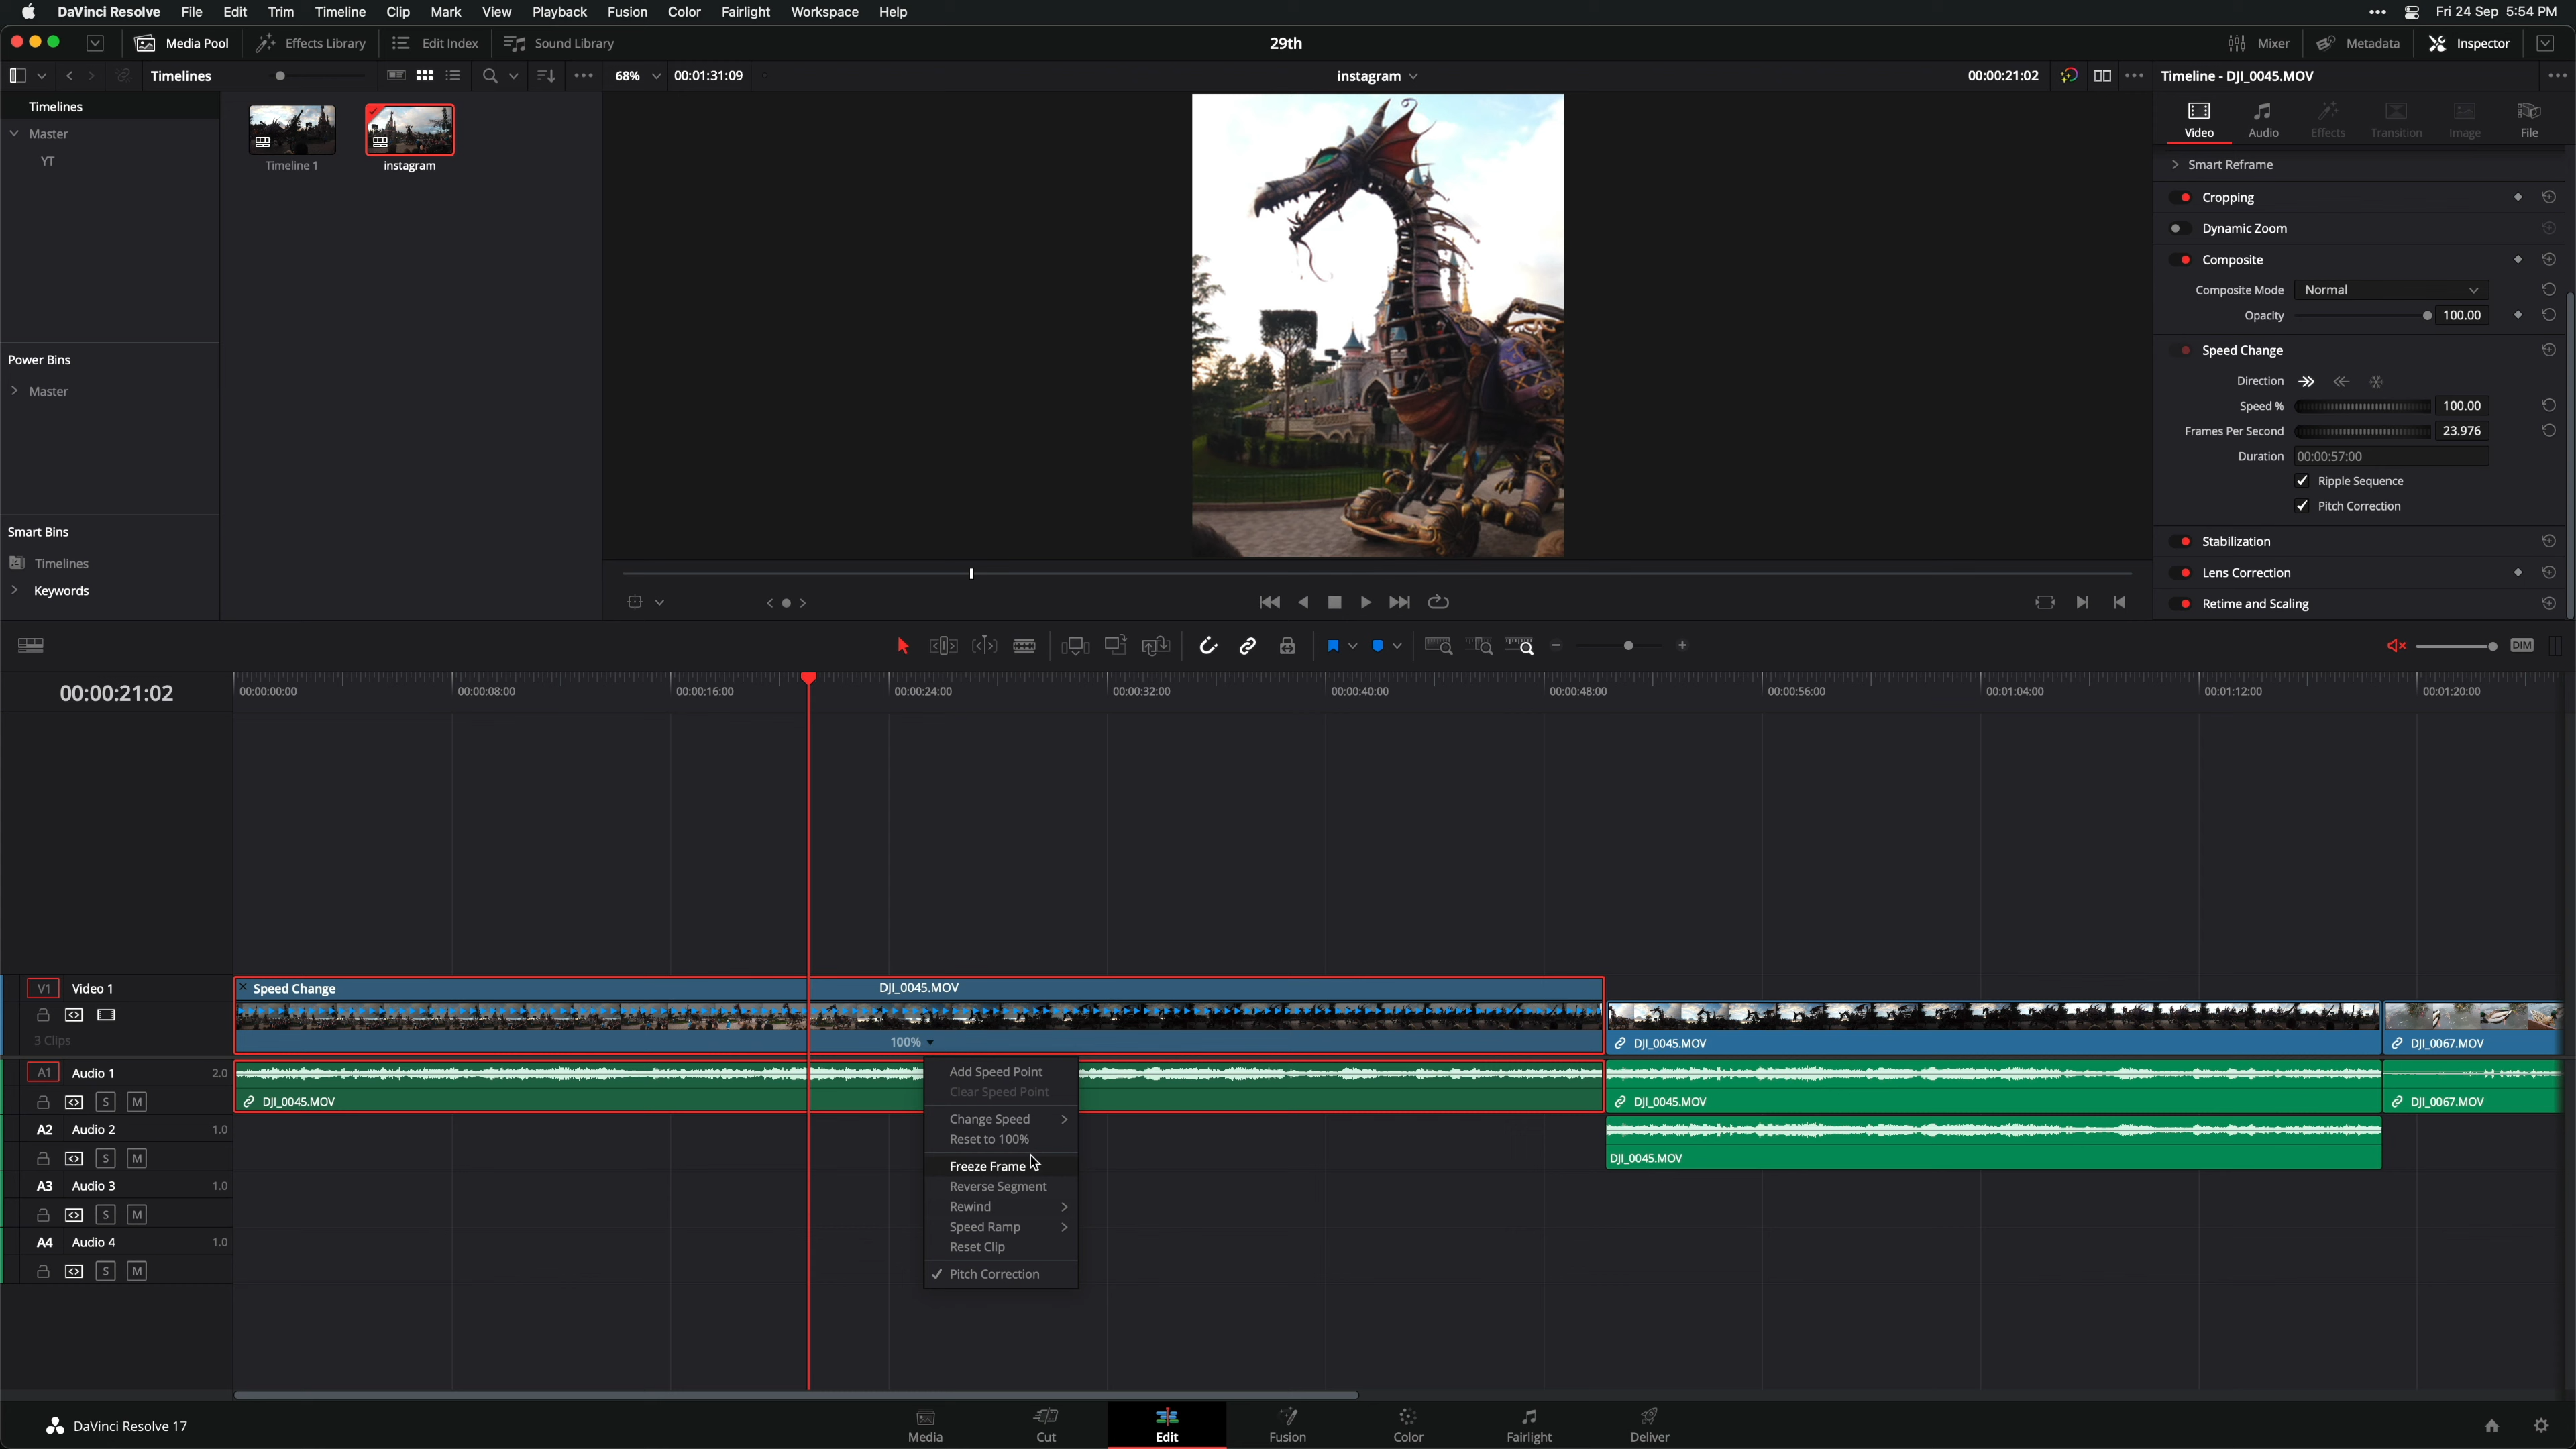 DaVinci Resolve File Edit Trim Timeline Clip Mark View Playback Fusion Color Fairlight Workspace Help
Fri 24 Sep 5:54 PM
Media Pool Effects Library Edit Index Sound Library
29th
Mixer Metadata Inspector
Timelines
68% 00:01:31:09
instagram
00:00:21:02
Timeline - DJI_0045.MOV
Timelines
Master
YT
Timeline 1
instagram
Power Bins
Master
Smart Bins
Timelines
Keywords
Video Audio Effects Transition Image File
Smart Reframe
Cropping
Dynamic Zoom
Composite
Composite Mode Normal
Opacity 100.00
Speed Change
Direction
Speed % 100.00
Frames Per Second 23.976
Duration 00:00:57:00
Ripple Sequence
Pitch Correction
Stabilization
Lens Correction
Retime and Scaling
DIM
00:00:21:02
00:00:00:00 00:00:08:00 00:00:16:00 00:00:24:00 00:00:32:00 00:00:40:00 00:00:48:00 00:00:56:00 00:01:04:00 00:01:12:00 00:01:20:00
V1 Video 1
3 Clips
Speed Change DJI_0045.MOV
100%
DJI_0045.MOV
DJI_0067.MOV
A1 Audio 1 2.0
S M
DJI_0045.MOV
DJI_0045.MOV
DJI_0067.MOV
A2 Audio 2 1.0
S M
DJI_0045.MOV
A3 Audio 3 1.0
S M
A4 Audio 4 1.0
S M
Add Speed Point
Clear Speed Point
Change Speed
Reset to 100%
Freeze Frame
Reverse Segment
Rewind
Speed Ramp
Reset Clip
Pitch Correction
DaVinci Resolve 17
Media Cut Edit Fusion Color Fairlight Deliver